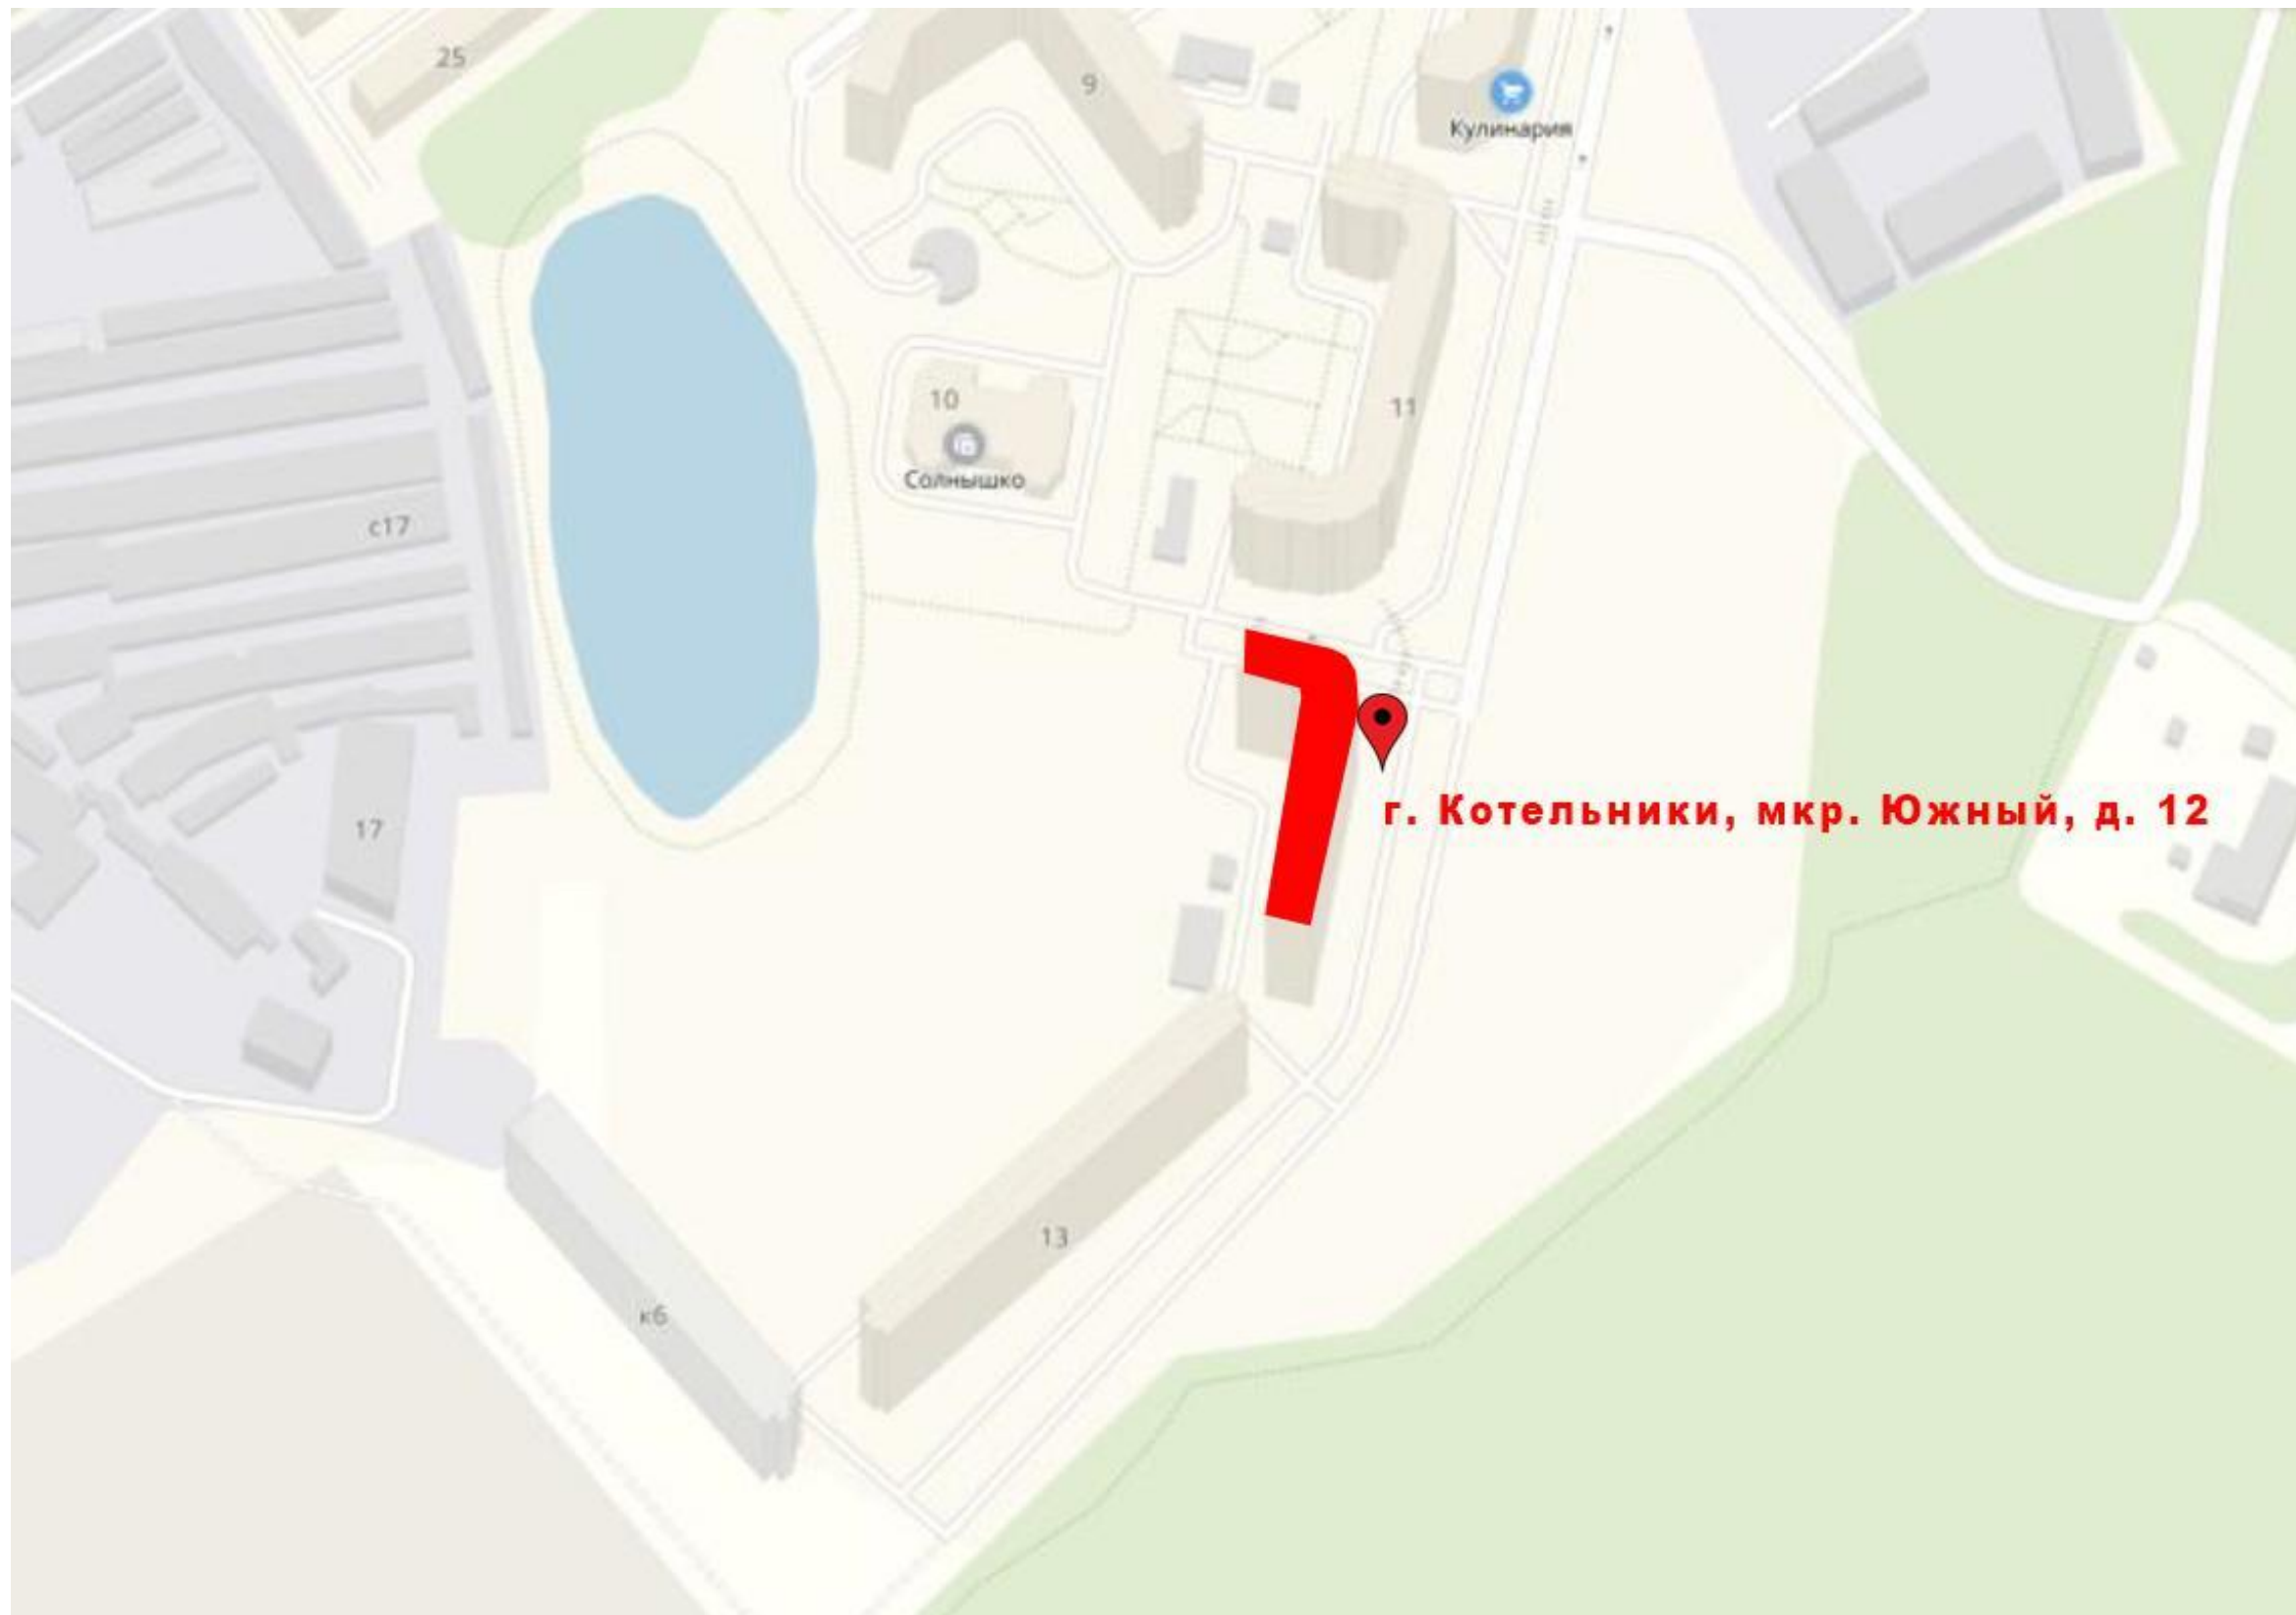 25
9
Кулинария
10
11
Солнышко
с17
г. Котельники, мкр. Южный, д. 12
17
13
к6